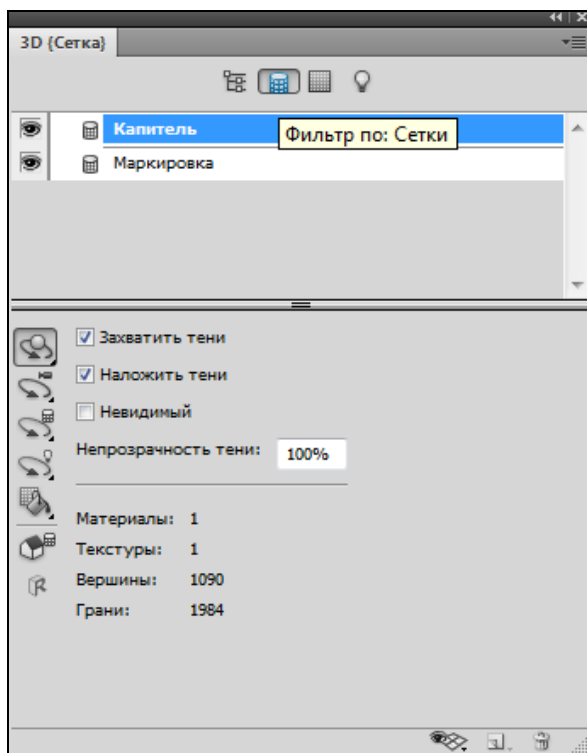 3D {Сетка}
Капитель
Фильтр по: Сетки
Маркировка
Захватить тени
Наложить тени
Невидимый
Непрозрачность тени: 100%
Материалы: 1
Текстуры: 1
Вершины: 1090
Грани: 1984